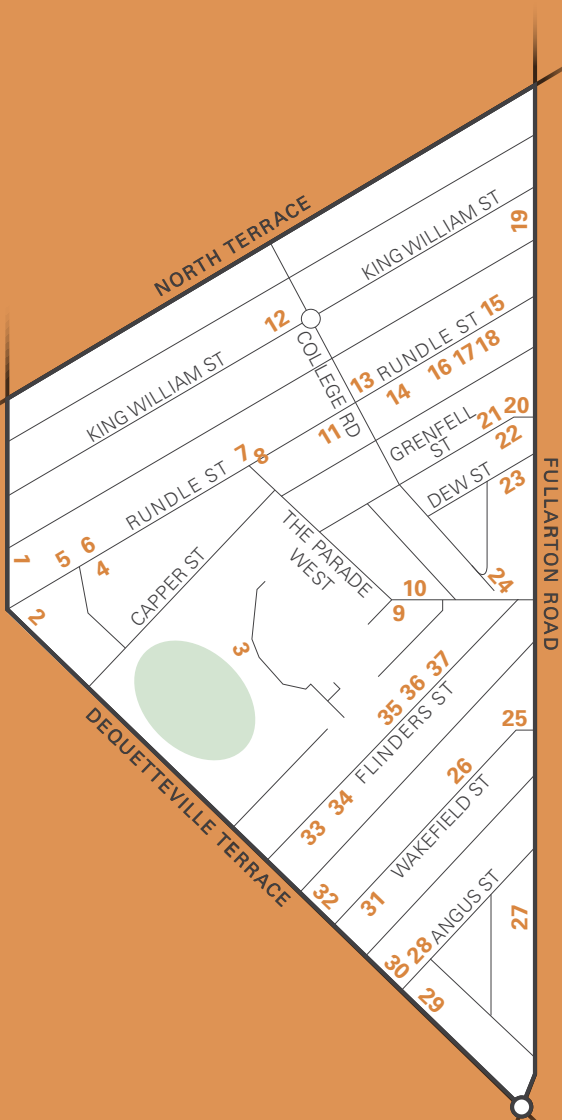 NORTH TERRACE
KING WILLIAM ST
19
12
KING WILLIAM ST
COLLEGE RD
13
RUNDLE ST
15
14
16
17
18
11
GRENFELL
ST
21
20
22
7
8
RUNDLE ST
DEW ST
23
FULLARTON ROAD
1
5
6
4
THE PARADE
WEST
CAPPER ST
24
10
9
2
3
35
36
37
FLINDERS ST
DEQUETTEVILLE TERRACE
25
26
33
34
WAKEFIELD ST
32
31
27
28
ANGUS ST
30
29